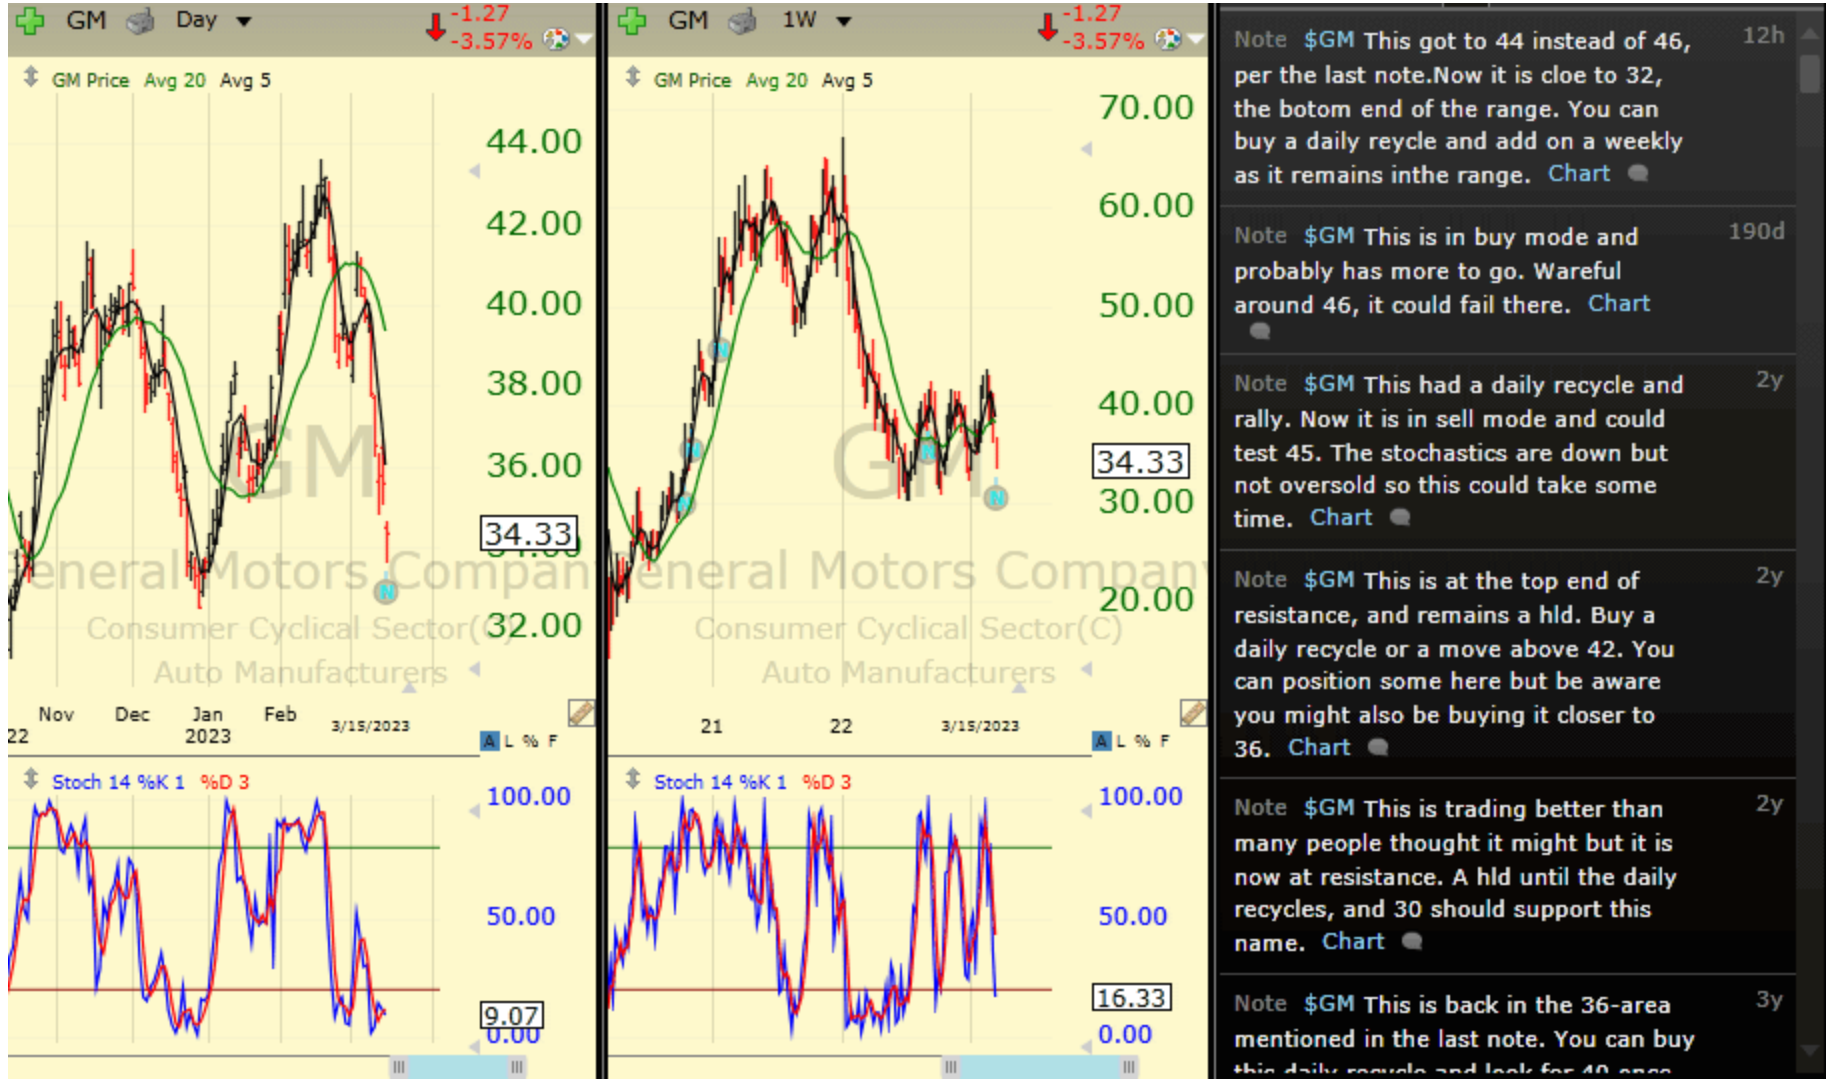 GM Day -1.27
-3.57%
GM Price Avg 20 Avg 5
44.00
42.00
40.00
38.00
36.00
34.33
32.00
GM
General Motors Company
Consumer Cyclical Sector(C)
Auto Manufacturers
Nov Dec Jan Feb 3/15/2023
22 2023
A L % F
Stoch 14 %K 1 %D 3
100.00
50.00
9.07
0.00
N
GM 1W -1.27
-3.57%
GM Price Avg 20 Avg 5
70.00
60.00
50.00
40.00
34.33
30.00
20.00
GM
General Motors Company
Consumer Cyclical Sector(C)
Auto Manufacturers
N
N
N
N
N
21 22 3/15/2023
A L % F
Stoch 14 %K 1 %D 3
100.00
50.00
16.33
0.00
Note $GM This got to 44 instead of 46, 12h
per the last note.Now it is cloe to 32,
the botom end of the range. You can
buy a daily reycle and add on a weekly
as it remains inthe range. Chart
Note $GM This is in buy mode and 190d
probably has more to go. Wareful
around 46, it could fail there. Chart
Note $GM This had a daily recycle and 2y
rally. Now it is in sell mode and could
test 45. The stochastics are down but
not oversold so this could take some
time. Chart
Note $GM This is at the top end of 2y
resistance, and remains a hld. Buy a
daily recycle or a move above 42. You
can position some here but be aware
you might also be buying it closer to
36. Chart
Note $GM This is trading better than 2y
many people thought it might but it is
now at resistance. A hld until the daily
recycles, and 30 should support this
name. Chart
Note $GM This is back in the 36-area 3y
mentioned in the last note. You can buy
this daily recycle and look for 40 once